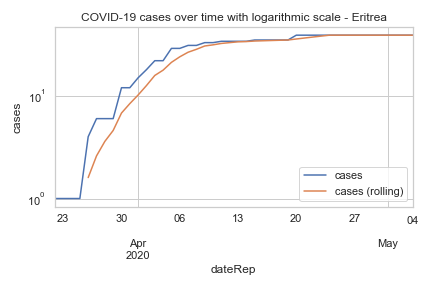 COVID-19 cases over time with logarithmic scale - Eritrea
cases
10¹
10⁰
cases
cases (rolling)
23 30 06 13 20 27 04
Apr May
2020
dateRep